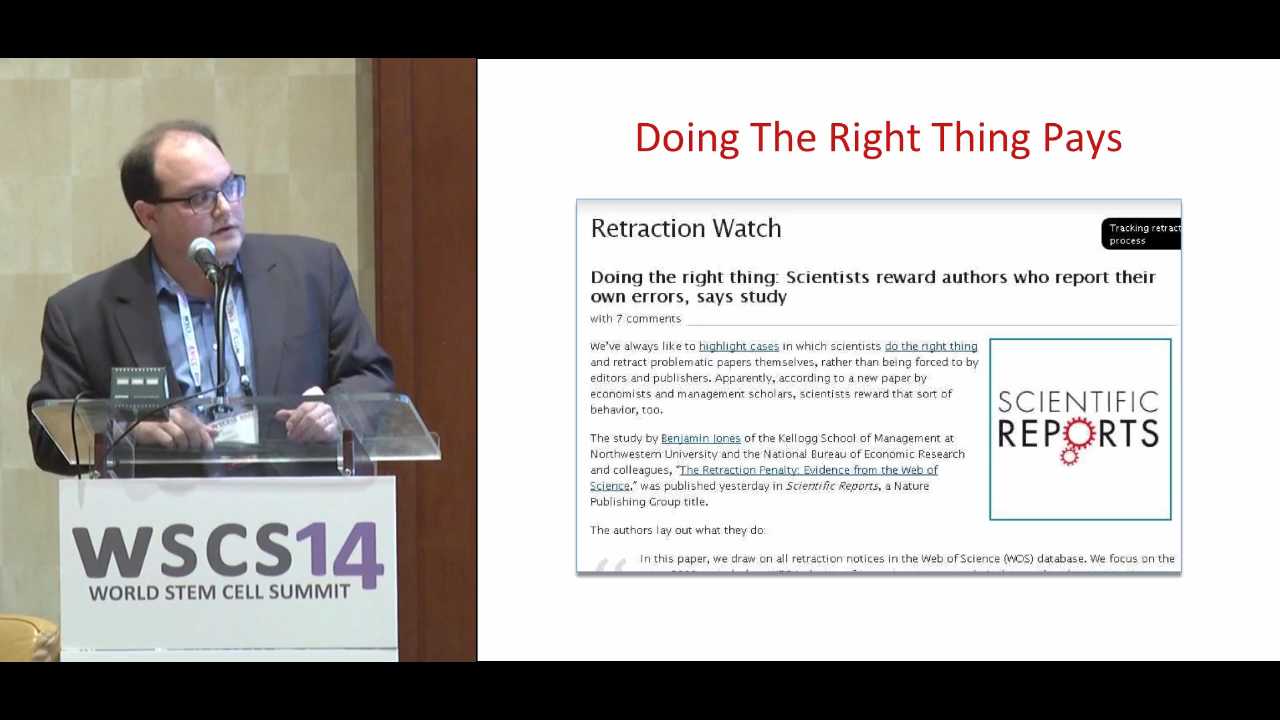 WSCS14
WORLD STEM CELL SUMMIT
Doing The Right Thing Pays
Retraction Watch
Tracking retract
process
Doing the right thing: Scientists reward authors who report their
own errors, says study
with 7 comments
We've always like to highlight cases in which scientists do the right thing
and retract problematic papers themselves, rather than being forced to by
editors and publishers. Apparently, according to a new paper by
economists and management scholars, scientists reward that sort of
behavior, too.
SCIENTIFIC
REPORTS
The study by Benjamin Jones of the Kellogg School of Management at
Northwestern University and the National Bureau of Economic Research
and colleagues, “The Retraction Penalty: Evidence from the Web of
Science,” was published yesterday in Scientific Reports, a Nature
Publishing Group title.
The authors lay out what they do:
“ In this paper, we draw on all retraction notices in the Web of Science (WOS) database. We focus on the